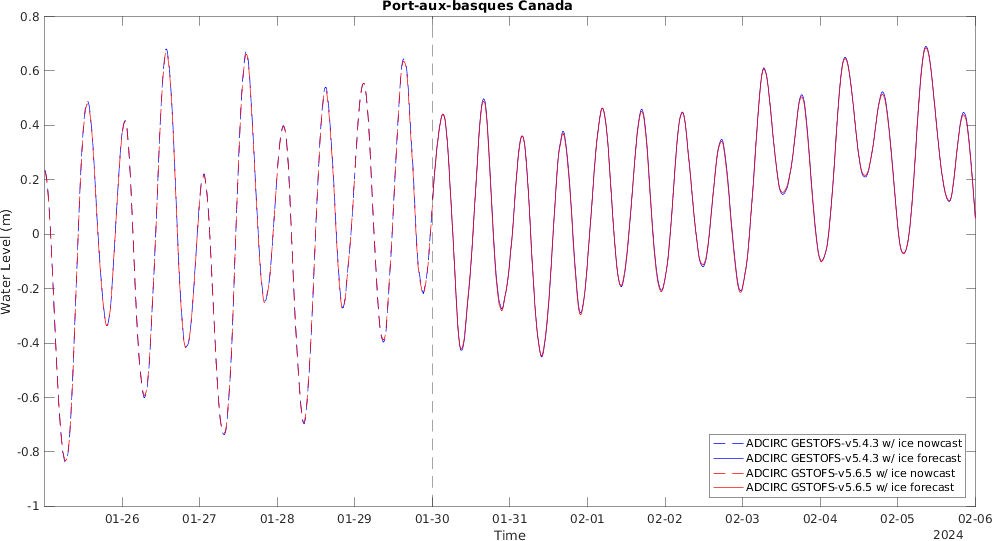 Port-aux-basques Canada
0.8
0.6
0.4
0.2
0
-0.2
-0.4
-0.6
-0.8
-1
Water Level (m)
01-26 01-27 01-28 01-29 01-30 01-31 02-01 02-02 02-03 02-04 02-05 02-06
Time
2024
ADCIRC GESTOFS-v5.4.3 w/ ice nowcast
ADCIRC GESTOFS-v5.4.3 w/ ice forecast
ADCIRC GSTOFS-v5.6.5 w/ ice nowcast
ADCIRC GSTOFS-v5.6.5 w/ ice forecast